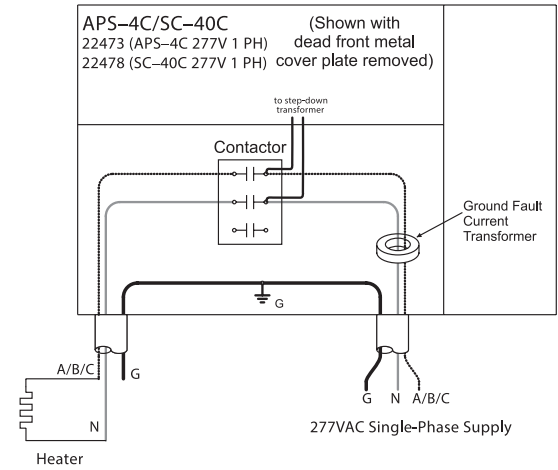 APS–4C/SC–40C
22473 (APS–4C 277V 1 PH)
22478 (SC–40C 277V 1 PH)
(Shown with
dead front metal
cover plate removed)
to step-down
transformer
Contactor
Ground Fault
Current
Transformer
G
A/B/C
G
N
Heater
G N A/B/C
277VAC Single-Phase Supply